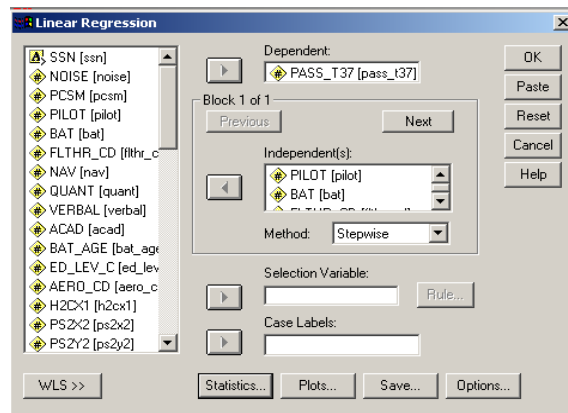 Linear Regression
SSN [ssn]
NOISE [noise]
PCSM [pcsm]
PILOT [pilot]
BAT [bat]
FLTHR_CD [flthr_c
NAV [nav]
QUANT [quant]
VERBAL [verbal]
ACAD [acad]
BAT_AGE [bat_age
ED_LEV_C [ed_lev
AERO_CD [aero_c
H2CX1 [h2cx1]
PS2X2 [ps2x2]
PS2Y2 [ps2y2]
WLS >>
Dependent:
PASS_T37 [pass_t37]
Block 1 of 1
Previous
Next
Independent(s):
PILOT [pilot]
BAT [bat]
Method:
Stepwise
Selection Variable:
Rule...
Case Labels:
Statistics...
Plots...
Save...
Options...
OK
Paste
Reset
Cancel
Help